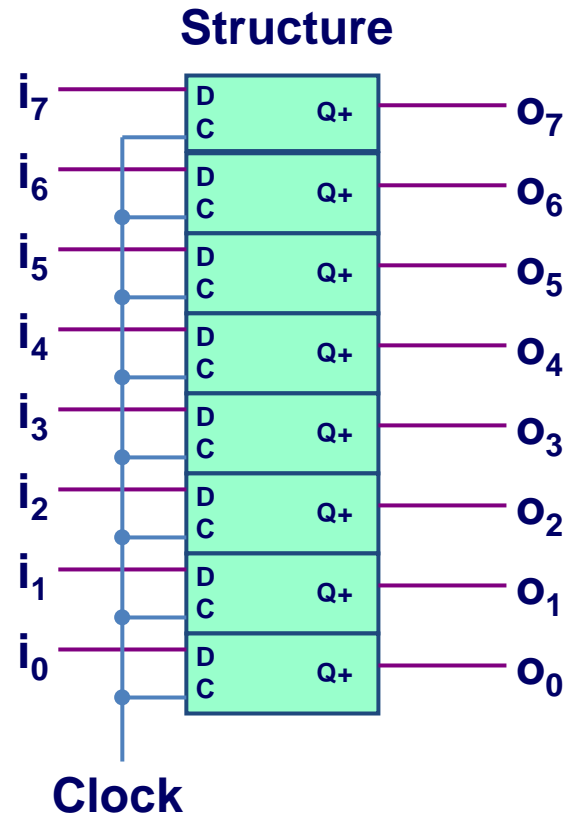 Structure
i₇ D C Q+ o₇
i₆ D C Q+ o₆
i₅ D C Q+ o₅
i₄ D C Q+ o₄
i₃ D C Q+ o₃
i₂ D C Q+ o₂
i₁ D C Q+ o₁
i₀ D C Q+ o₀
Clock